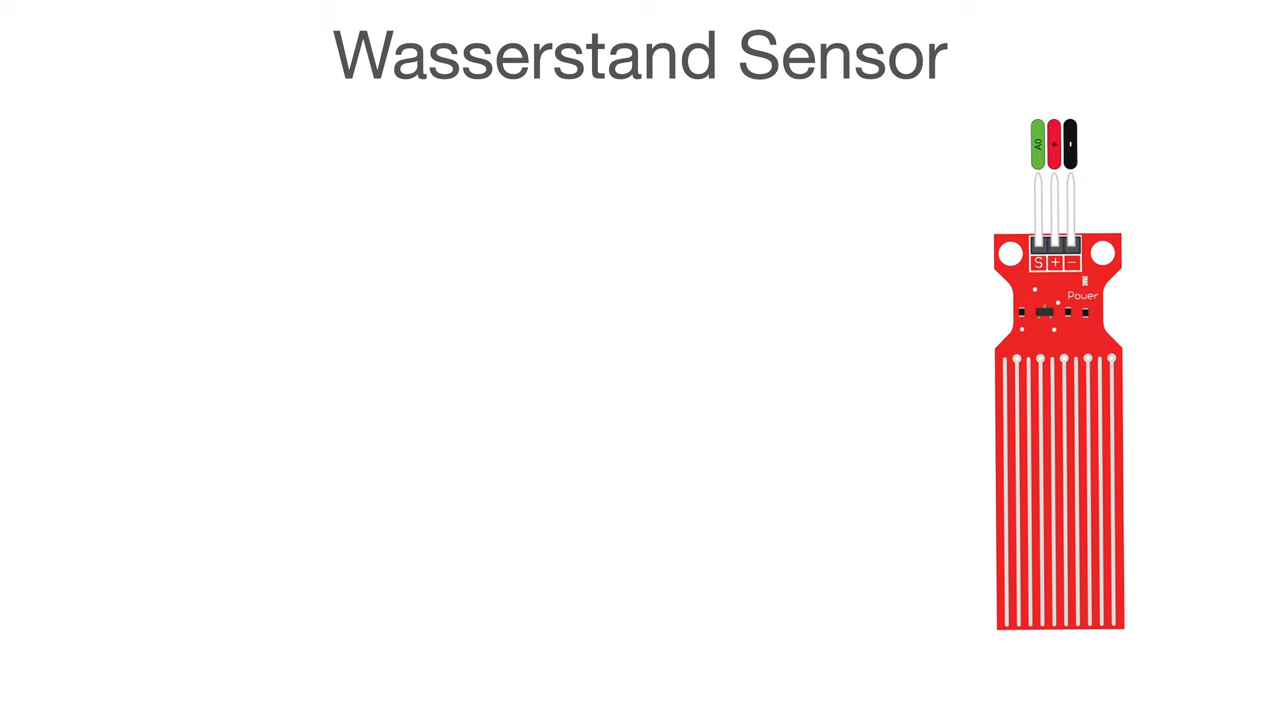 Wasserstand Sensor
A0 + -
S + -
Power